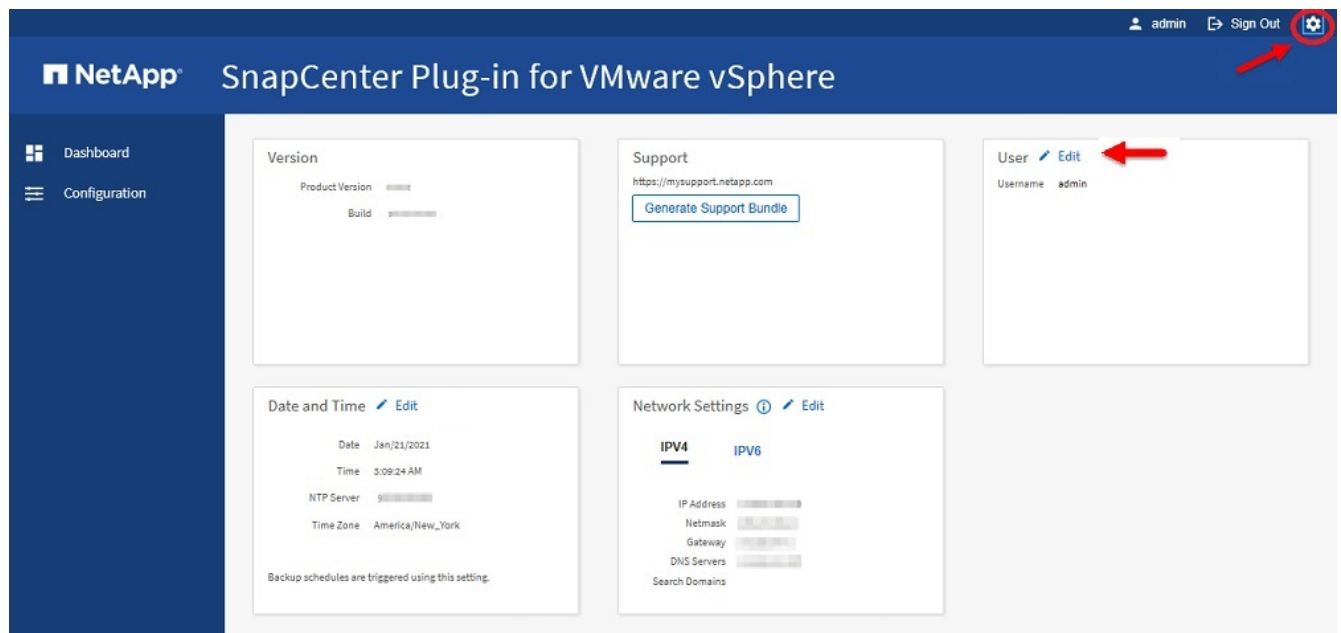 admin Sign Out
NetApp SnapCenter Plug-in for VMware vSphere
Dashboard
Configuration
Version
Product Version
Build
Support
https://mysupport.netapp.com
Generate Support Bundle
User Edit
Username admin
Date and Time Edit
Date Jan/21/2021
Time 5:09:24 AM
NTP Server
Time Zone America/New_York
Backup schedules are triggered using this setting.
Network Settings Edit
IPV4 IPV6
IP Address
Netmask
Gateway
DNS Servers
Search Domains